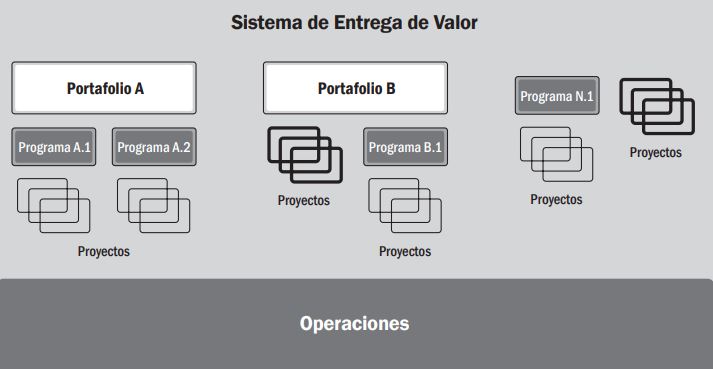 Sistema de Entrega de Valor
Portafolio A
Programa A.1
Programa A.2
Proyectos
Portafolio B
Proyectos
Programa B.1
Proyectos
Programa N.1
Proyectos
Proyectos
Operaciones